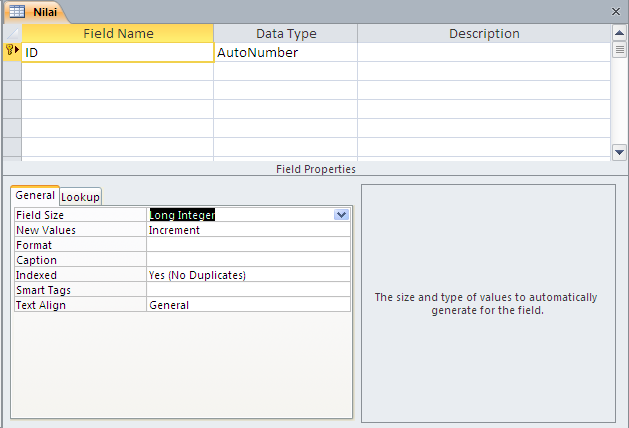 Nilai
Field Name Data Type Description
ID AutoNumber
Field Properties
General Lookup
Field Size Long Integer
New Values Increment
Format
Caption
Indexed Yes (No Duplicates)
Smart Tags
Text Align General
The size and type of values to automatically
generate for the field.